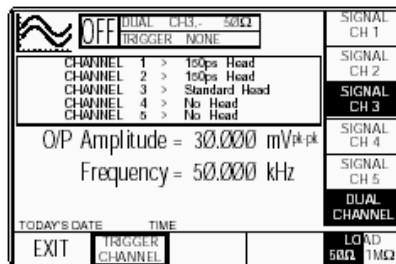 OFF
DUAL CH3,- 50Ω
TRIGGER NONE
CHANNEL 1 > 150ps Head
CHANNEL 2 > 150ps Head
CHANNEL 3 > Standard Head
CHANNEL 4 > No Head
CHANNEL 5 > No Head
O/P Amplitude = 30.000 mVpk-pk
Frequency = 50.000 kHz
TODAY'S DATE TIME
EXIT
TRIGGER
CHANNEL
SIGNAL
CH 1
SIGNAL
CH 2
SIGNAL
CH 3
SIGNAL
CH 4
SIGNAL
CH 5
DUAL
CHANNEL
LOAD
50Ω 1MΩ